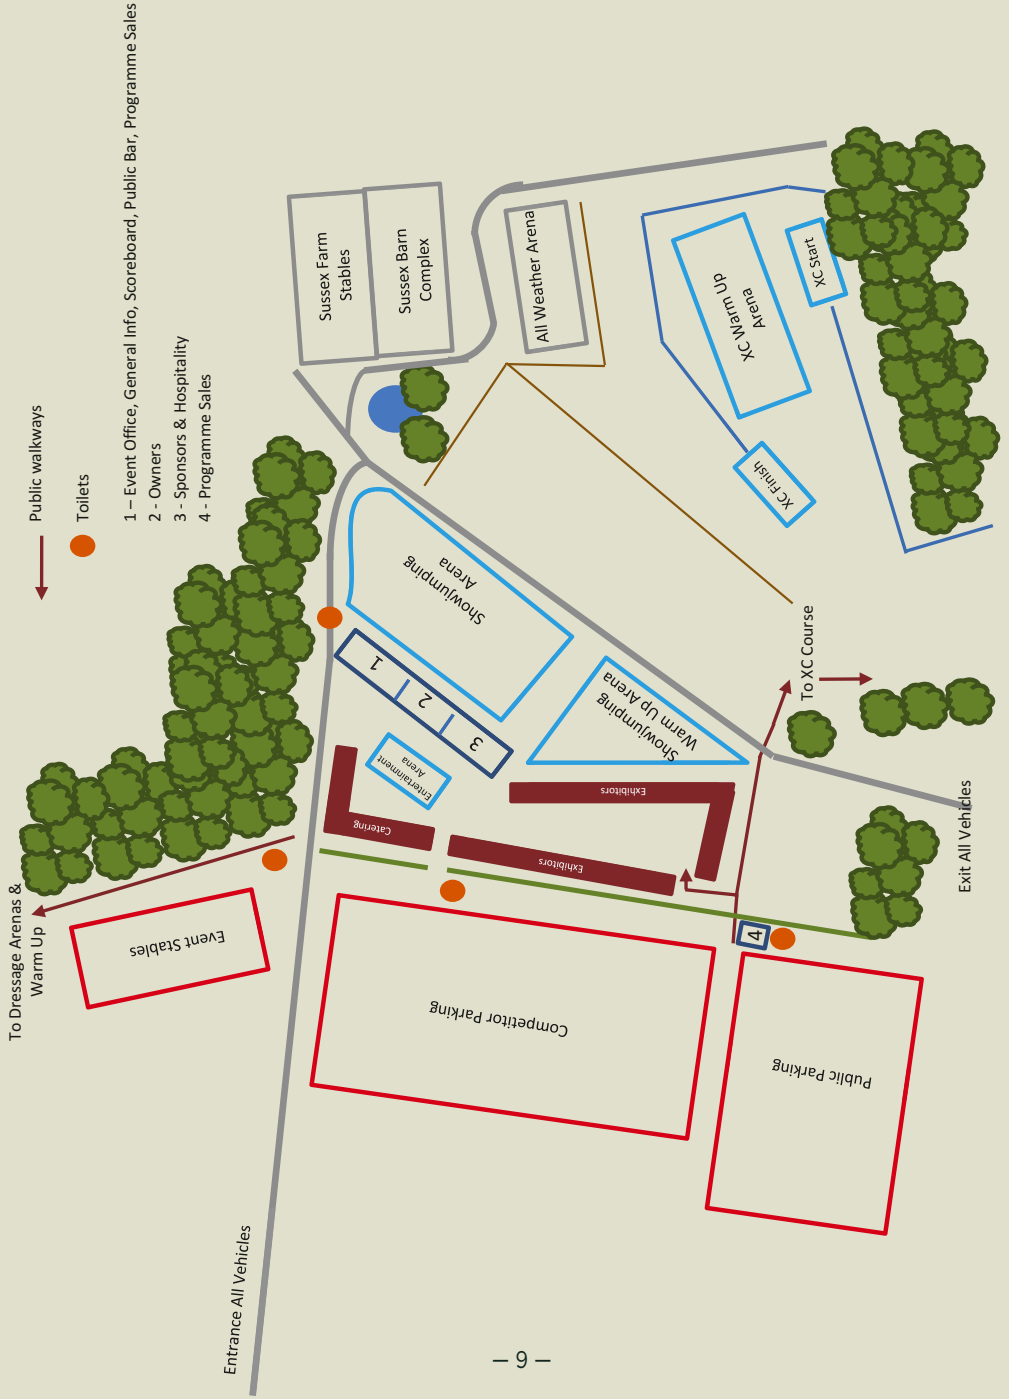 Public walkways
Toilets
1 – Event Office, General Info, Scoreboard, Public Bar, Programme Sales
2 - Owners
3 - Sponsors & Hospitality
4 - Programme Sales
Sussex Farm
Stables
Sussex Barn
Complex
All Weather Arena
XC Warm Up
Arena
XC Start
XC Finish
Showjumping
Arena
1
2
3
Showjumping
Warm Up Arena
Entertainment
Arena
Catering
Exhibitors
Exhibitors
To XC Course
Exit All Vehicles
To Dressage Arenas &
Warm Up
Event Stables
4
Competitor Parking
Public Parking
Entrance All Vehicles
– 9 –